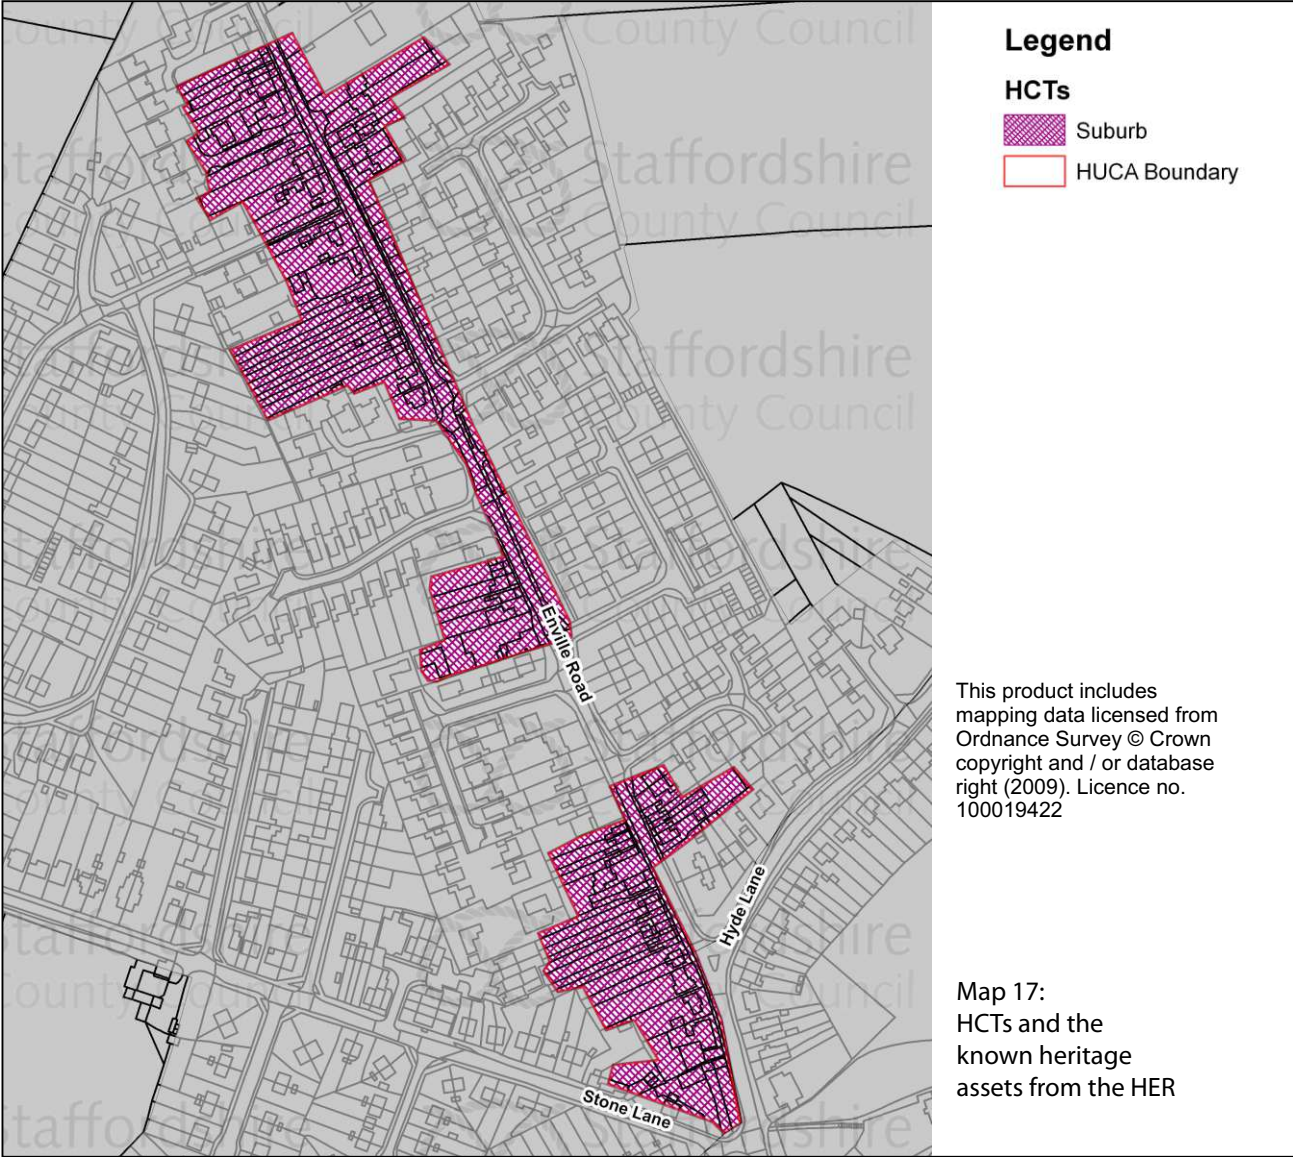 Legend
HCTs
Suburb
HUCA Boundary
Enville Road
Hyde Lane
Stone Lane
This product includes
mapping data licensed from
Ordnance Survey © Crown
copyright and / or database
right (2009). Licence no.
100019422
Map 17:
HCTs and the
known heritage
assets from the HER
Staffordshire
County Council